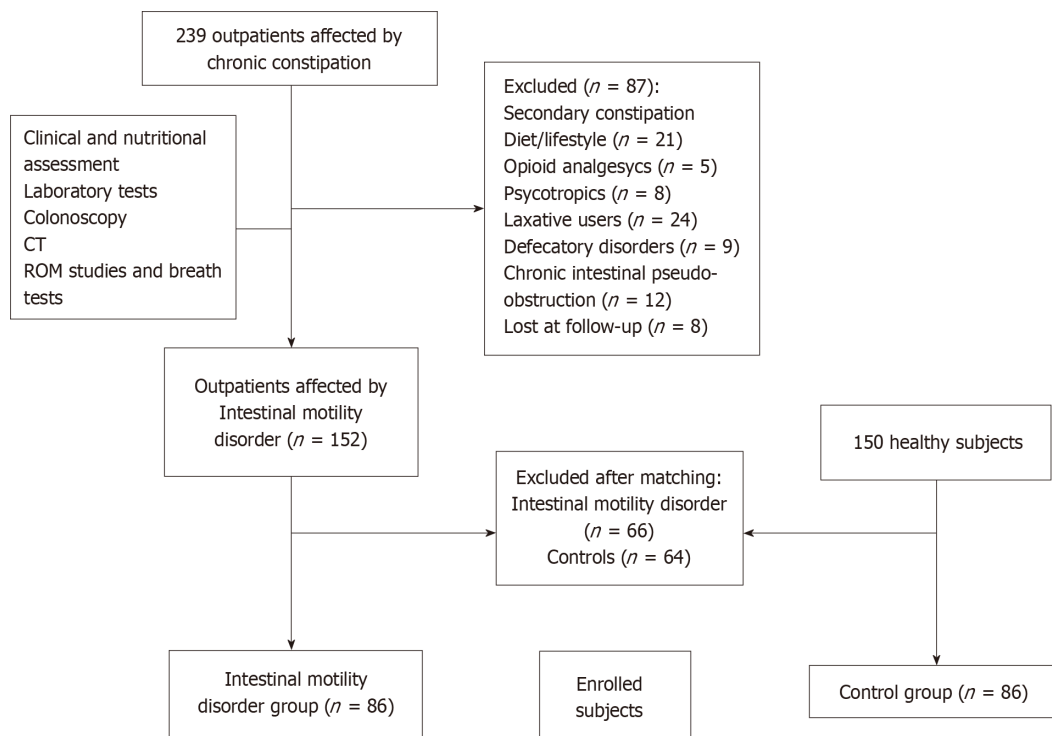 239 outpatients affected by
chronic constipation
Clinical and nutritional
assessment
Laboratory tests
Colonoscopy
CT
ROM studies and breath
tests
Excluded (n = 87):
Secondary constipation
Diet/lifestyle (n = 21)
Opioid analgesycs (n = 5)
Psycotropics (n = 8)
Laxative users (n = 24)
Defecatory disorders (n = 9)
Chronic intestinal pseudo-
obstruction (n = 12)
Lost at follow-up (n = 8)
Outpatients affected by
Intestinal motility
disorder (n = 152)
150 healthy subjects
Excluded after matching:
Intestinal motility disorder
(n = 66)
Controls (n = 64)
Intestinal motility
disorder group (n = 86)
Enrolled
subjects
Control group (n = 86)